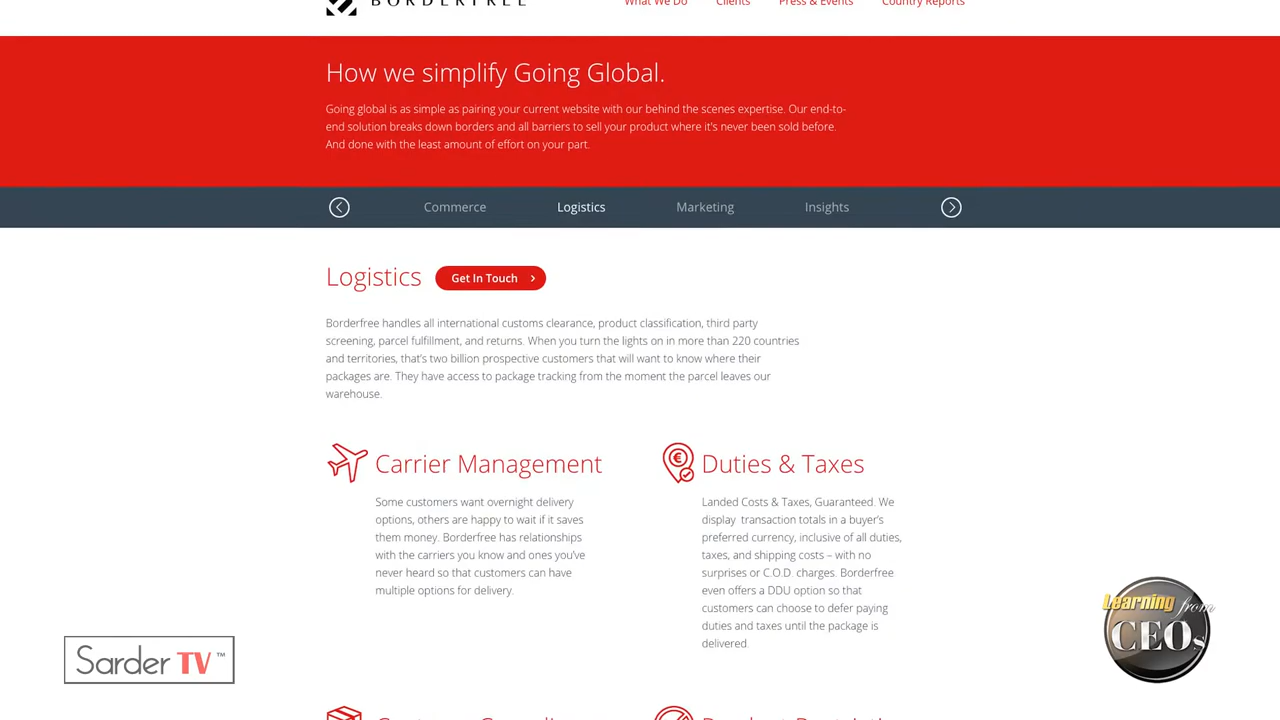 BORDERFREE
What We Do Clients Press & Events Country Reports
How we simplify Going Global.
Going global is as simple as pairing your current website with our behind the scenes expertise. Our end-to-
end solution breaks down borders and all barriers to sell your product where it's never been sold before.
And done with the least amount of effort on your part.
Commerce Logistics Marketing Insights
Logistics Get In Touch
Borderfree handles all international customs clearance, product classification, third party
screening, parcel fulfillment, and returns. When you turn the lights on in more than 220 countries
and territories, that's two billion prospective customers that will want to know where their
packages are. They have access to package tracking from the moment the parcel leaves our
warehouse.
Carrier Management
Some customers want overnight delivery
options, others are happy to wait if it saves
them money. Borderfree has relationships
with the carriers you know and ones you've
never heard so that customers can have
multiple options for delivery.
Duties & Taxes
Landed Costs & Taxes, Guaranteed. We
display transaction totals in a buyer's
preferred currency, inclusive of all duties,
taxes, and shipping costs – with no
surprises or C.O.D. charges. Borderfree
even offers a DDU option so that
customers can choose to defer paying
duties and taxes until the package is
delivered.
Sarder TV™
Learning from
CEOs